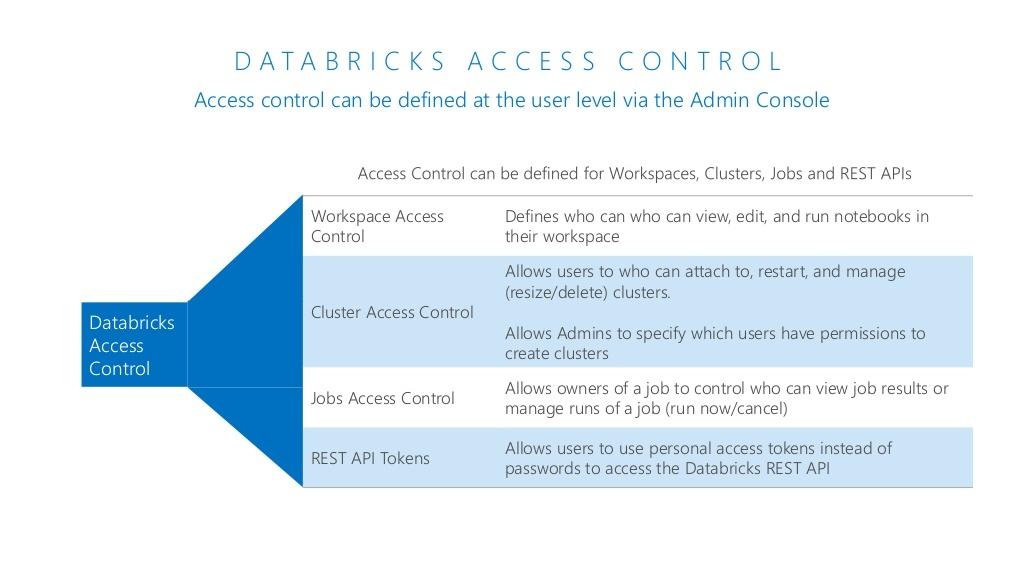 DATABRICKS ACCESS CONTROL
Access control can be defined at the user level via the Admin Console
Access Control can be defined for Workspaces, Clusters, Jobs and REST APIs
Databricks
Access
Control
Workspace Access
Control
Defines who can who can view, edit, and run notebooks in
their workspace
Cluster Access Control
Allows users to who can attach to, restart, and manage
(resize/delete) clusters.
Allows Admins to specify which users have permissions to
create clusters
Jobs Access Control
Allows owners of a job to control who can view job results or
manage runs of a job (run now/cancel)
REST API Tokens
Allows users to use personal access tokens instead of
passwords to access the Databricks REST API